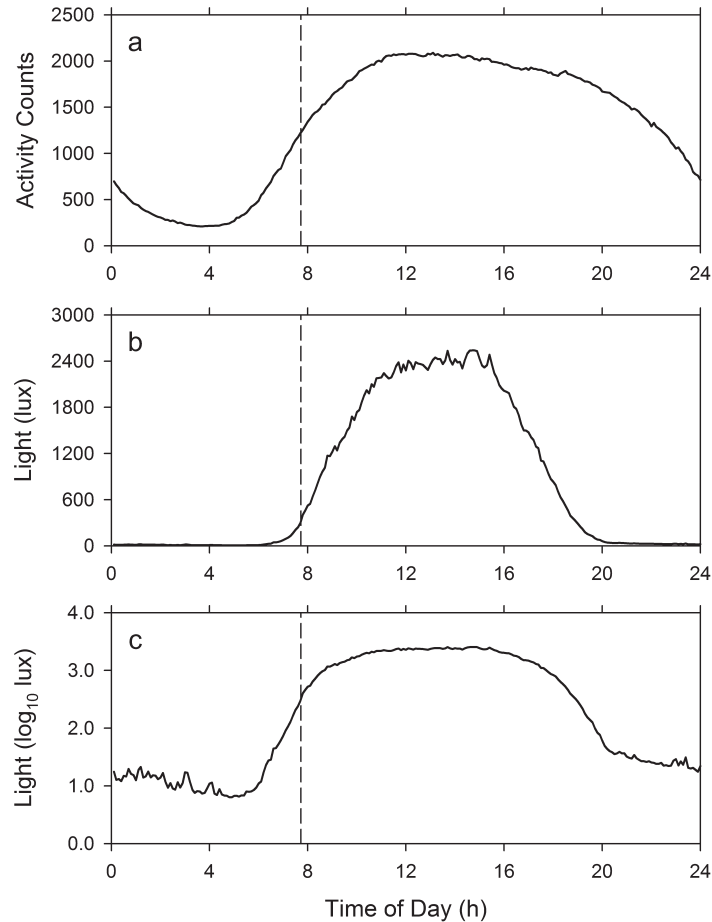 a
Activity Counts
2500
2000
1500
1000
500
0
0 4 8 12 16 20 24
b
Light (lux)
3000
2400
1800
1200
600
0
0 4 8 12 16 20 24
c
Light (log10 lux)
4.0
3.0
2.0
1.0
0.0
0 4 8 12 16 20 24
Time of Day (h)